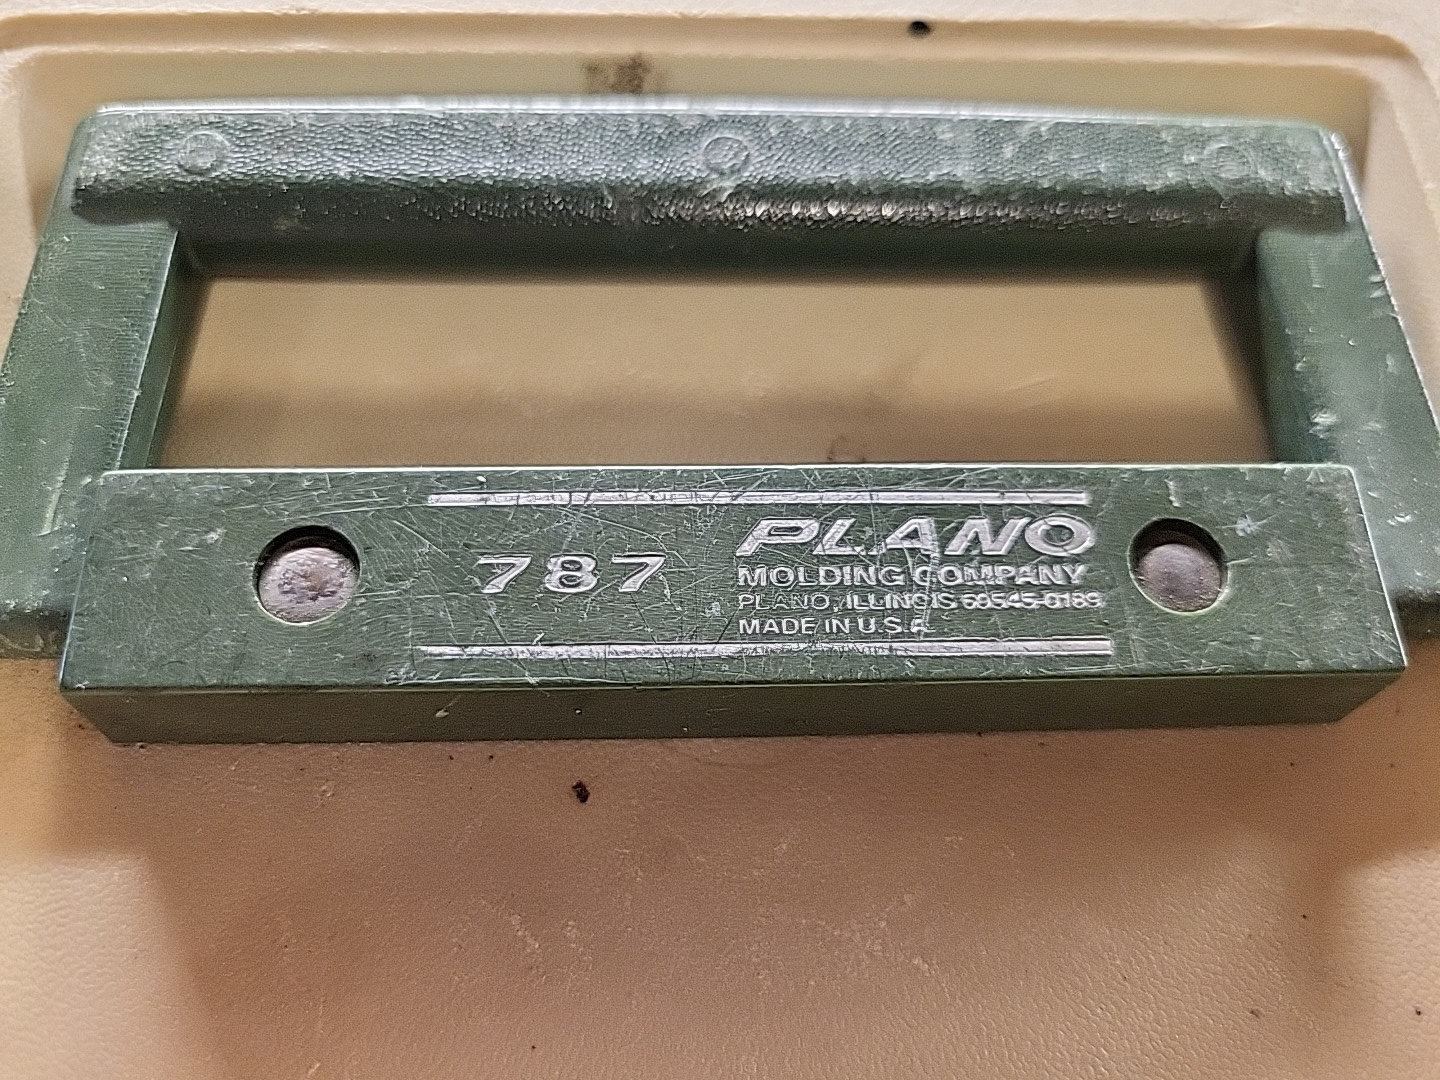 787
PLANO
MOLDING COMPANY
PLANO, ILLINOIS 60545-0189
MADE IN U.S.A.